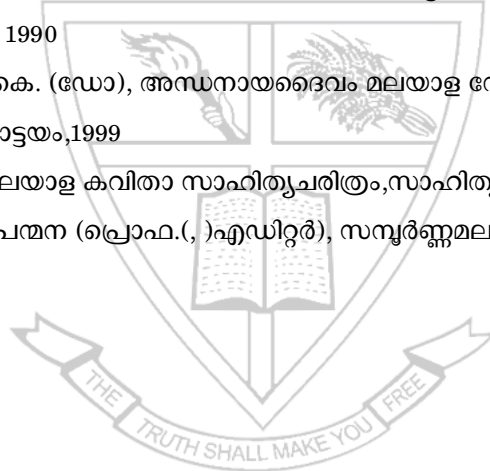 1990
കെ. (ഡോ), അന്ധനായദൈവം മലയാള
ട്ടയം,1999
ലയാള കവിതാ സാഹിത്യചരിത്രം,സാഹിത്യ
പന്മന (പ്രൊഫ.(, )എഡിറ്റർ), സമ്പൂർണ്ണമല
THE TRUTH SHALL MAKE YOU FREE